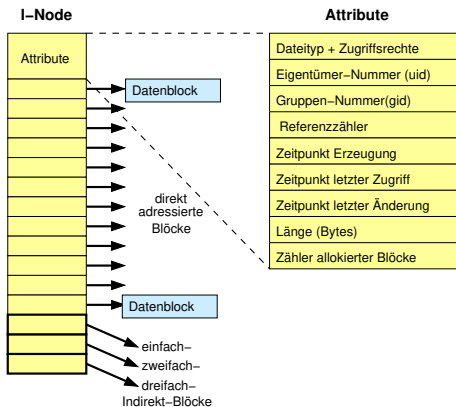 I−Node
Attribute
Datenblock
direkt
adressierte
Blöcke
Datenblock
einfach−
zweifach−
dreifach−
Indirekt−Blöcke
Attribute
Dateityp + Zugriffsrechte
Eigentümer−Nummer (uid)
Gruppen−Nummer(gid)
Referenzzähler
Zeitpunkt Erzeugung
Zeitpunkt letzter Zugriff
Zeitpunkt letzter Änderung
Länge (Bytes)
Zähler allokierter Blöcke